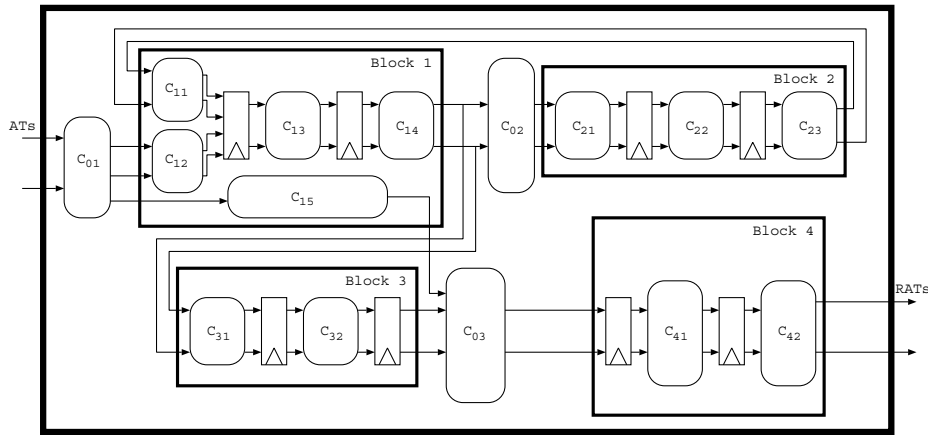 Block 1
Block 2
C11
C13
C14
C02
C21
C22
C23
ATs
C01
C12
C15
Block 4
Block 3
RATs
C31
C32
C03
C41
C42